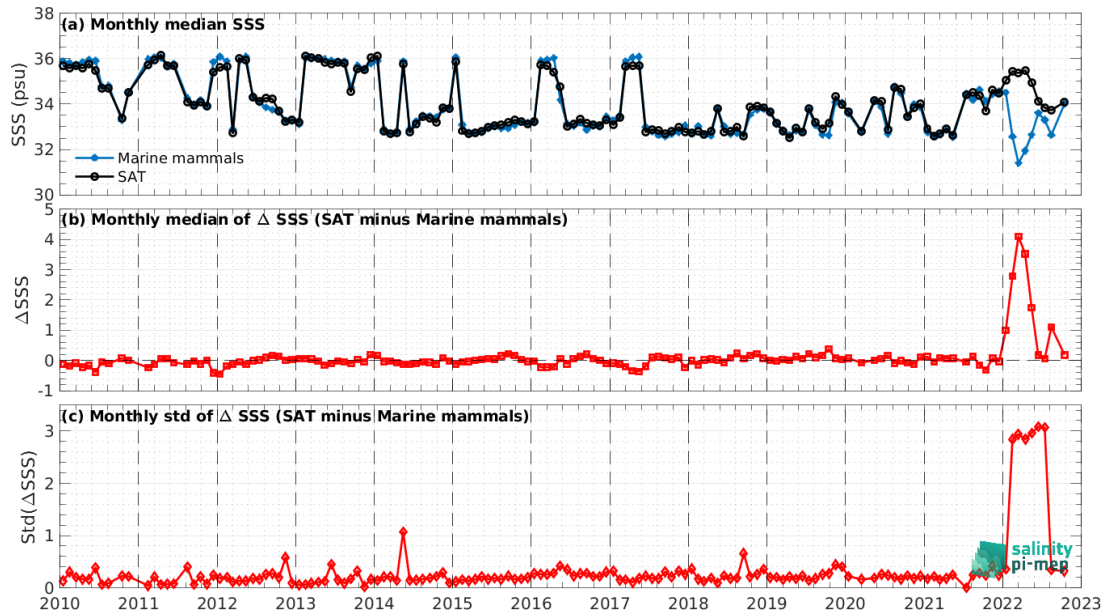 (a) Monthly median SSS
SSS (psu)
38
36
34
32
30
Marine mammals
SAT
(b) Monthly median of Δ SSS (SAT minus Marine mammals)
ΔSSS
5
4
3
2
1
0
-1
(c) Monthly std of Δ SSS (SAT minus Marine mammals)
Std(ΔSSS)
3
2
1
0
salinity
pi-mep
2010 2011 2012 2013 2014 2015 2016 2017 2018 2019 2020 2021 2022 2023